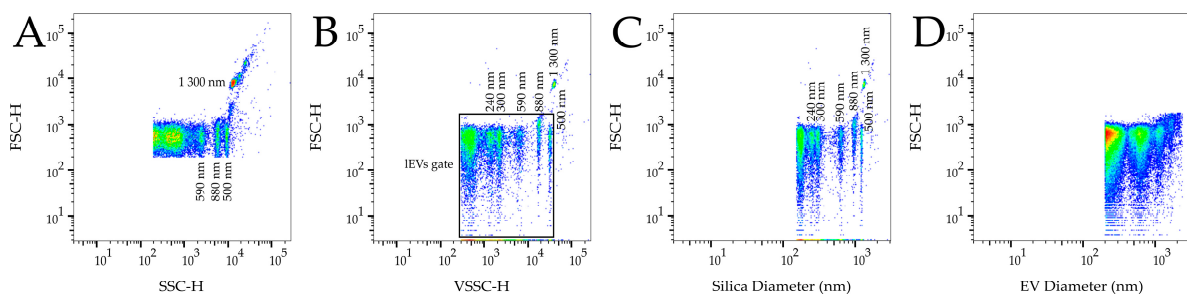 A
FSC-H
10^5
10^4
10^3
10^2
10^1
1 300 nm
590 nm
880 nm
500 nm
10^1
10^2
10^3
10^4
10^5
SSC-H
B
FSC-H
10^5
10^4
10^3
10^2
10^1
240 nm
300 nm
590 nm
880 nm
1 300 nm
500 nm
lEVs gate
10^1
10^2
10^3
10^4
10^5
VSSC-H
C
FSC-H
10^5
10^4
10^3
10^2
10^1
240 nm
300 nm
590 nm
880 nm
1 300 nm
500 nm
10^1
10^2
10^3
Silica Diameter (nm)
D
FSC-H
10^5
10^4
10^3
10^2
10^1
10^1
10^2
10^3
EV Diameter (nm)